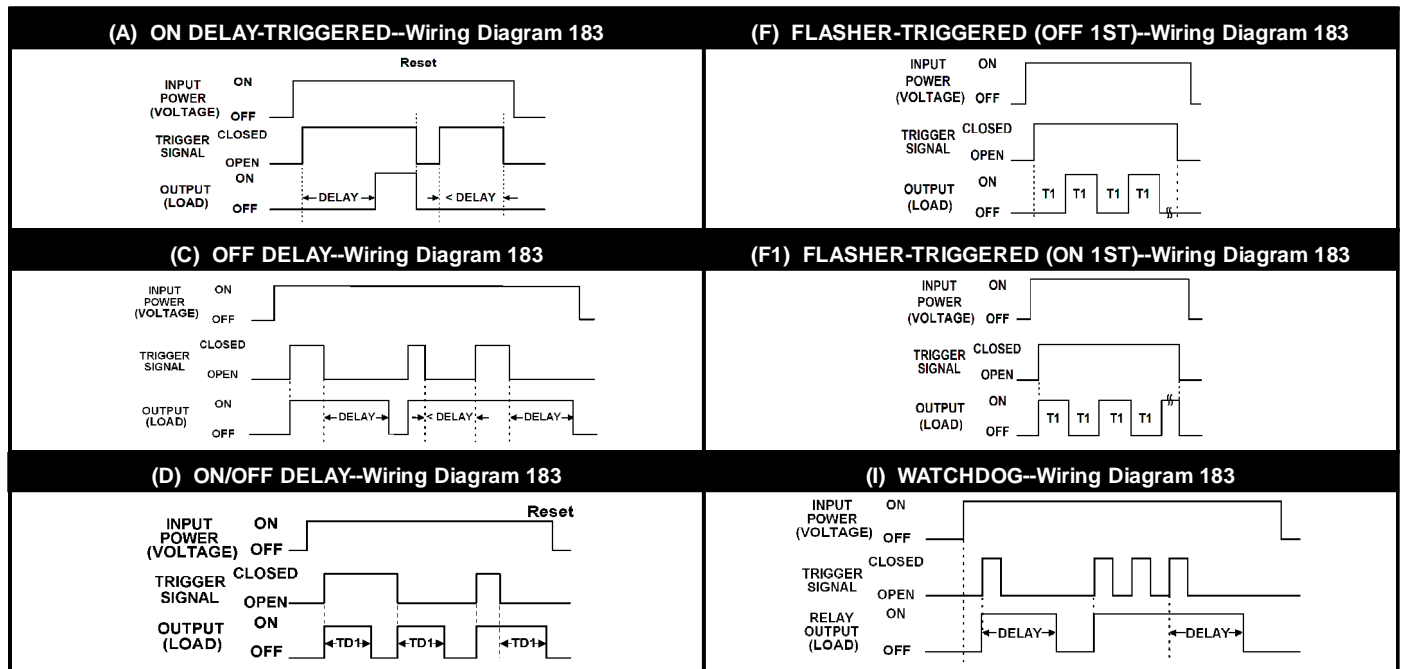 (A) ON DELAY-TRIGGERED--Wiring Diagram 183
Reset
INPUT POWER (VOLTAGE)
ON
OFF
TRIGGER SIGNAL
CLOSED
OPEN
OUTPUT (LOAD)
ON
OFF
DELAY
< DELAY
(F) FLASHER-TRIGGERED (OFF 1ST)--Wiring Diagram 183
INPUT POWER (VOLTAGE)
ON
OFF
TRIGGER SIGNAL
CLOSED
OPEN
OUTPUT (LOAD)
ON
OFF
T1 T1 T1 T1
(C) OFF DELAY--Wiring Diagram 183
INPUT POWER (VOLTAGE)
ON
OFF
TRIGGER SIGNAL
CLOSED
OPEN
OUTPUT (LOAD)
ON
OFF
DELAY
< DELAY
DELAY
(F1) FLASHER-TRIGGERED (ON 1ST)--Wiring Diagram 183
INPUT POWER (VOLTAGE)
ON
OFF
TRIGGER SIGNAL
CLOSED
OPEN
OUTPUT (LOAD)
ON
OFF
T1 T1 T1 T1
(D) ON/OFF DELAY--Wiring Diagram 183
Reset
INPUT POWER (VOLTAGE)
ON
OFF
TRIGGER SIGNAL
CLOSED
OPEN
OUTPUT (LOAD)
ON
OFF
TD1 TD1 TD1
(I) WATCHDOG--Wiring Diagram 183
INPUT POWER (VOLTAGE)
ON
OFF
TRIGGER SIGNAL
CLOSED
OPEN
RELAY OUTPUT (LOAD)
ON
OFF
DELAY
DELAY